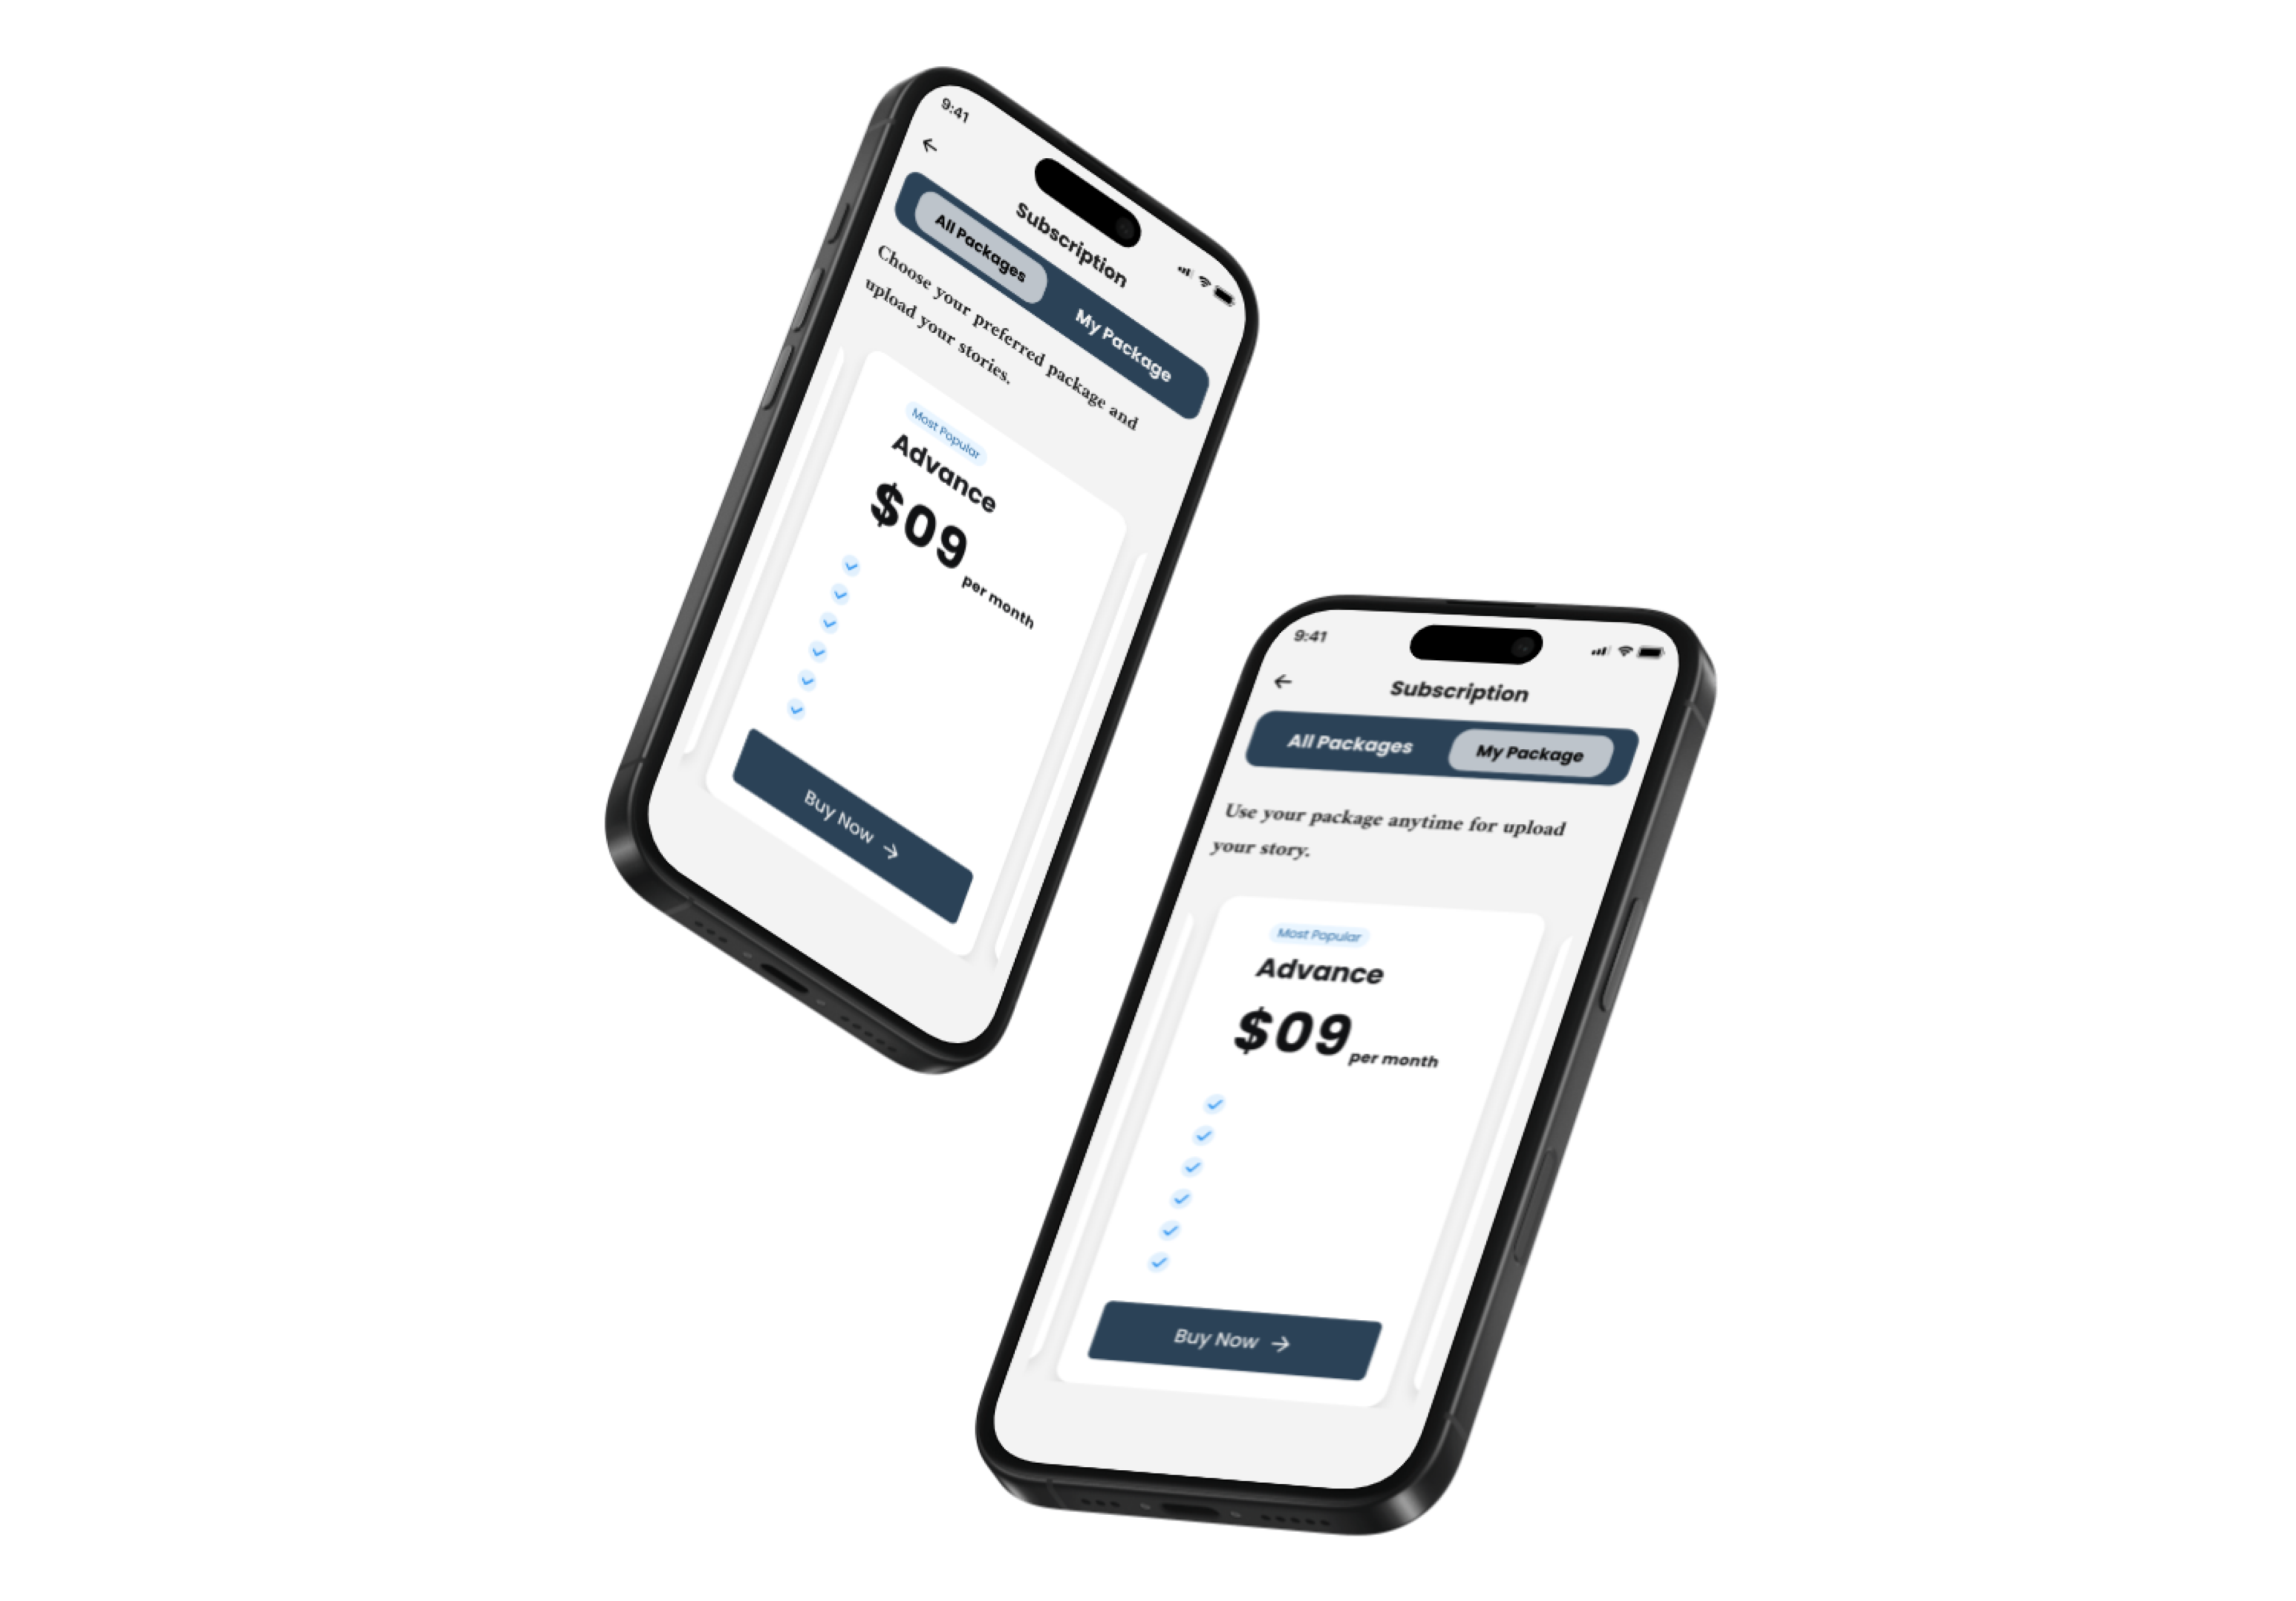 9:41
Subscription
All Packages
My Package
Choose your preferred package and
upload your stories.
Most Popular
Advance
$09 per month
Buy Now
9:41
Subscription
All Packages
My Package
Use your package anytime for upload
your story.
Most Popular
Advance
$09 per month
Buy Now